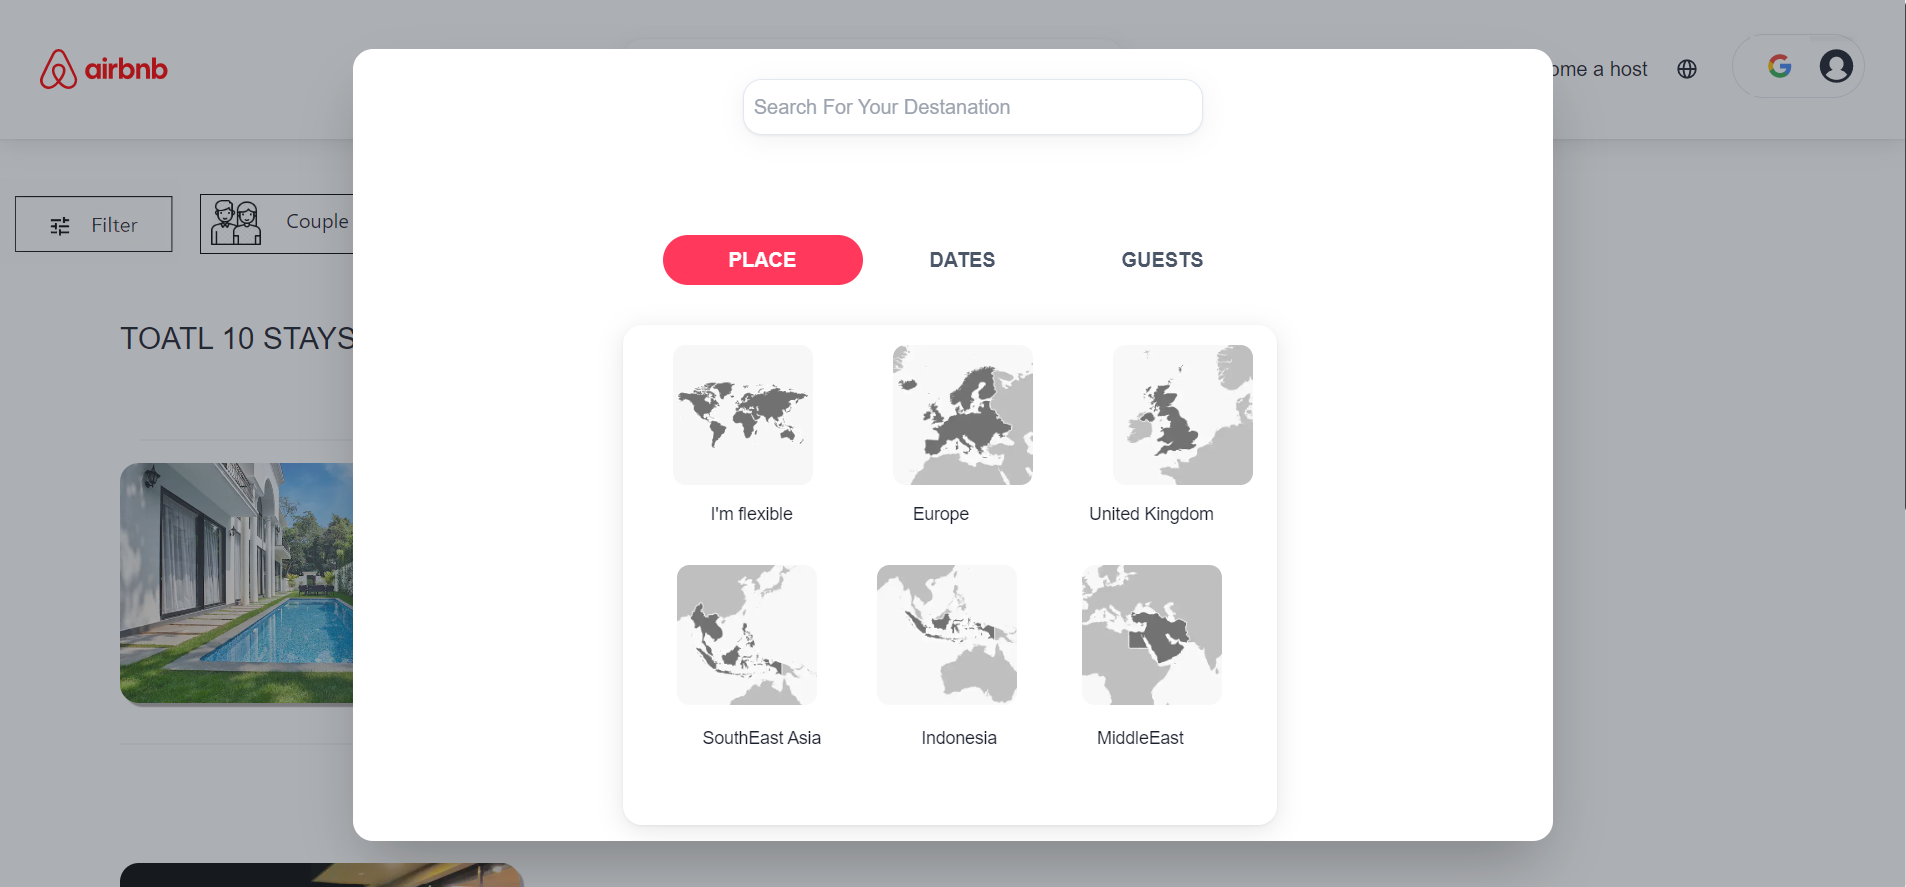 airbnb
ome a host
Search For Your Destanation
Filter
Couple
PLACE
DATES
GUESTS
TOATL 10 STAYS
I'm flexible
Europe
United Kingdom
SouthEast Asia
Indonesia
MiddleEast